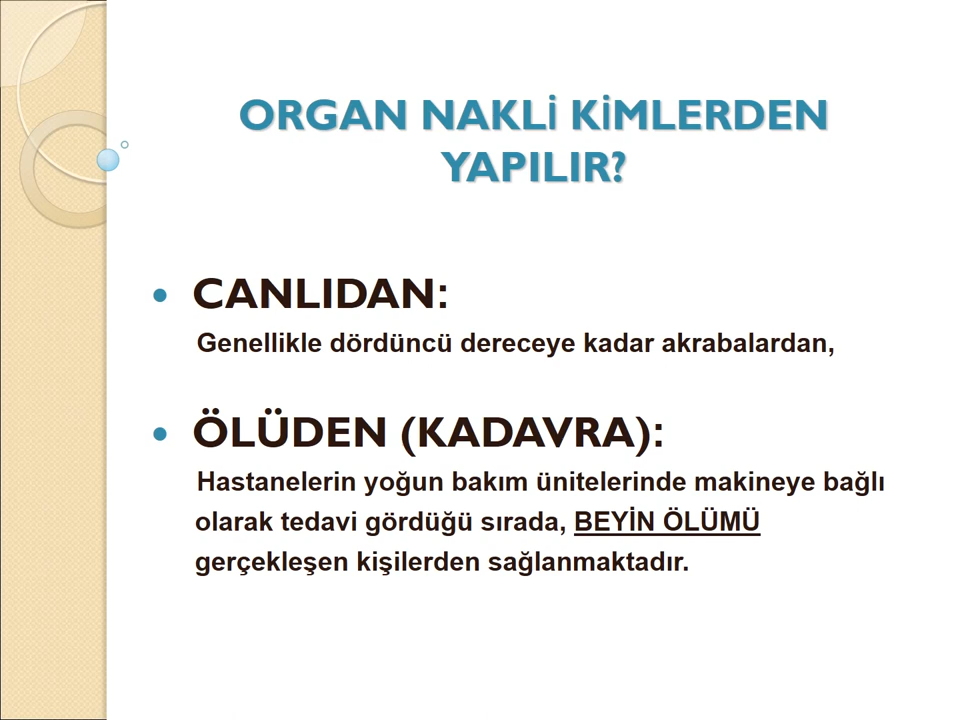 ORGAN NAKLİ KİMLERDEN
YAPILIR?
• CANLIDAN:
Genellikle dördüncü dereceye kadar akrabalardan,
• ÖLÜDEN (KADAVRA):
Hastanelerin yoğun bakım ünitelerinde makineye bağlı
olarak tedavi gördüğü sırada, BEYİN ÖLÜMÜ
gerçekleşen kişilerden sağlanmaktadır.